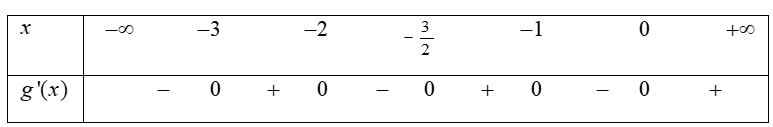 x −∞ −3 −2 −3/2 −1 0 +∞
g'(x) − 0 + 0 − 0 + 0 − 0 +